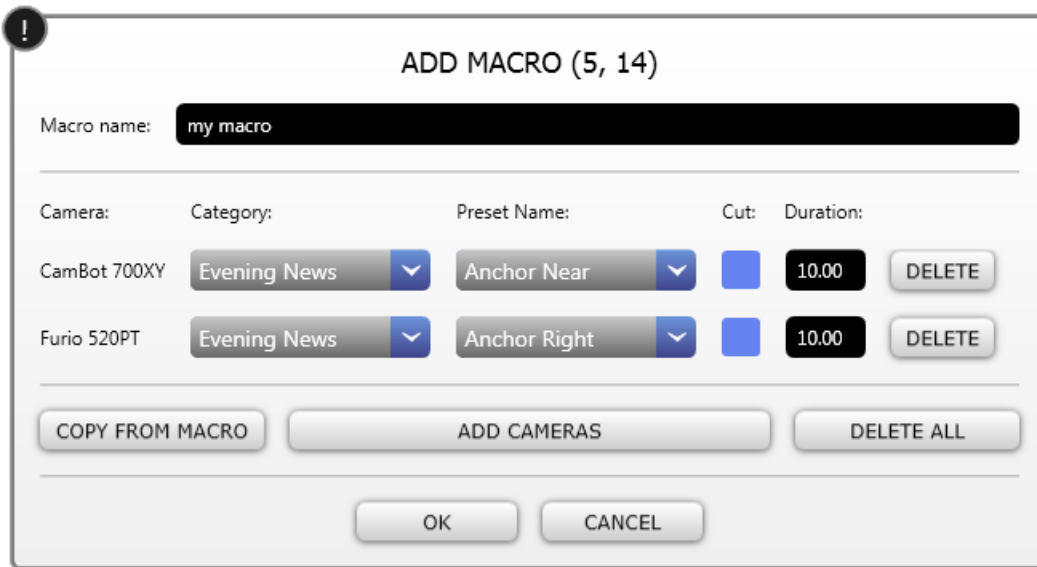 !
ADD MACRO (5, 14)
Macro name: my macro
Camera: Category: Preset Name: Cut: Duration:
CamBot 700XY Evening News Anchor Near 10.00 DELETE
Furio 520PT Evening News Anchor Right 10.00 DELETE
COPY FROM MACRO ADD CAMERAS DELETE ALL
OK CANCEL